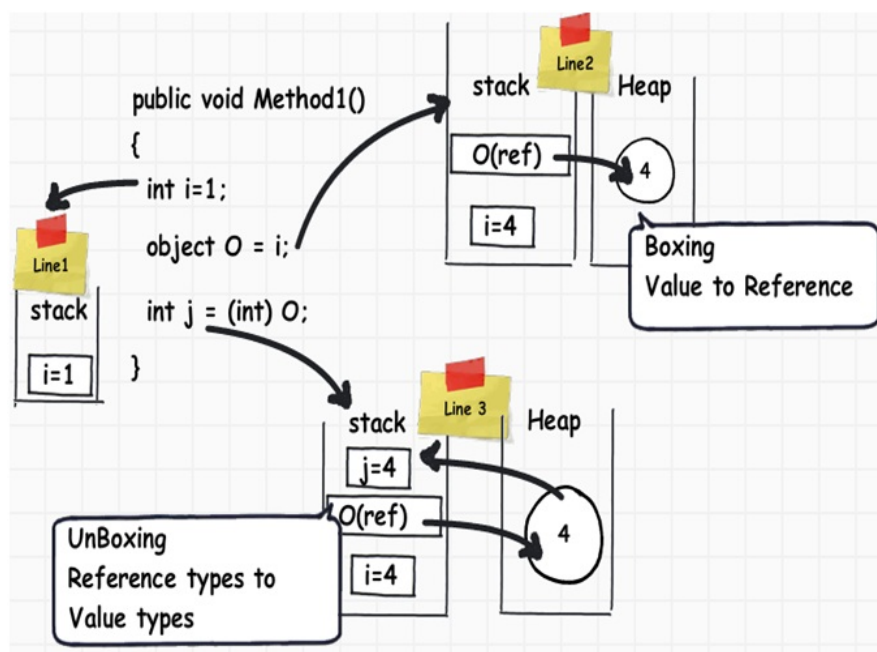 public void Method1()
{
int i=1;
object O = i;
int j = (int) O;
}
Line1
stack
i=1
Line2
stack
Heap
O(ref)
4
i=4
Boxing
Value to Reference
Line 3
stack
Heap
j=4
O(ref)
4
i=4
UnBoxing
Reference types to
Value types